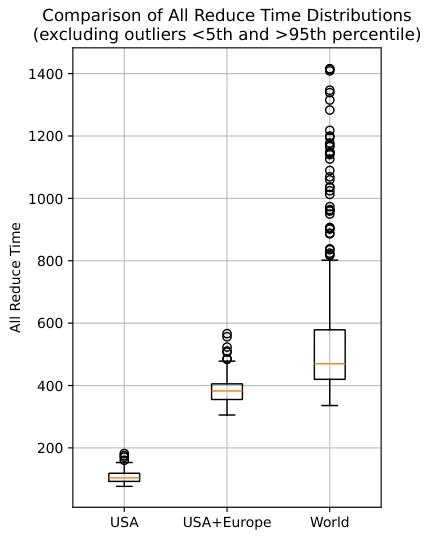 Comparison of All Reduce Time Distributions
(excluding outliers <5th and >95th percentile)
1400
1200
1000
800
600
400
200
All Reduce Time
USA
USA+Europe
World